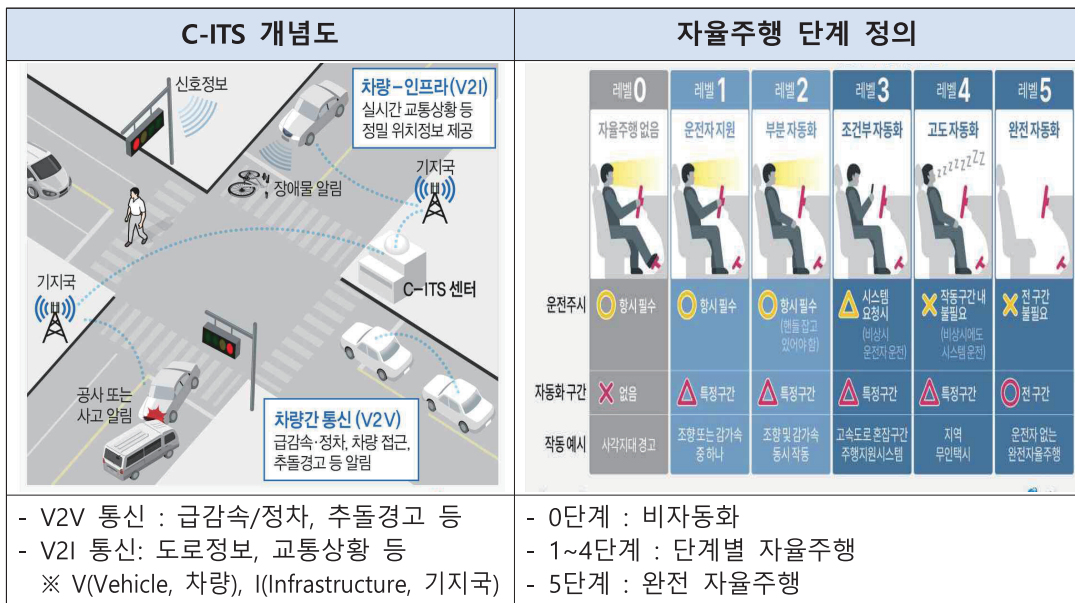 C-ITS 개념도
신호정보
차량-인프라(V2I)
실시간 교통상황 등
정밀 위치정보 제공
장애물 알림
기지국
기지국
C-ITS 센터
공사 또는
사고 알림
차량간 통신 (V2V)
급감속·정차, 차량 접근,
추돌경고 등 알림
- V2V 통신 : 급감속/정차, 추돌경고 등
- V2I 통신: 도로정보, 교통상황 등
※ V(Vehicle, 차량), I(Infrastructure, 기지국)
자율주행 단계 정의
레벨0 레벨1 레벨2 레벨3 레벨4 레벨5
자율주행 없음 운전자 지원 부분 자동화 조건부 자동화 고도 자동화 완전 자동화
zzzzzzzz
운전주시 항시 필수 항시 필수 항시 필수 시스템 작동구간 내 전 구간
(핸들 잡고 요청시 불필요 불필요
있어야 함) (비상시 (비상시에도
운전자 운전) 시스템 운전)
자동화 구간 없음 특정구간 특정구간 특정구간 특정구간 전 구간
작동 예시 사각지대 경고 조향 또는 감가속 조향 및 감가속 고속도로 혼잡구간 지역 운전자 없는
중 하나 동시 작동 주행지원시스템 무인택시 완전자율주행
- 0단계 : 비자동화
- 1~4단계 : 단계별 자율주행
- 5단계 : 완전 자율주행